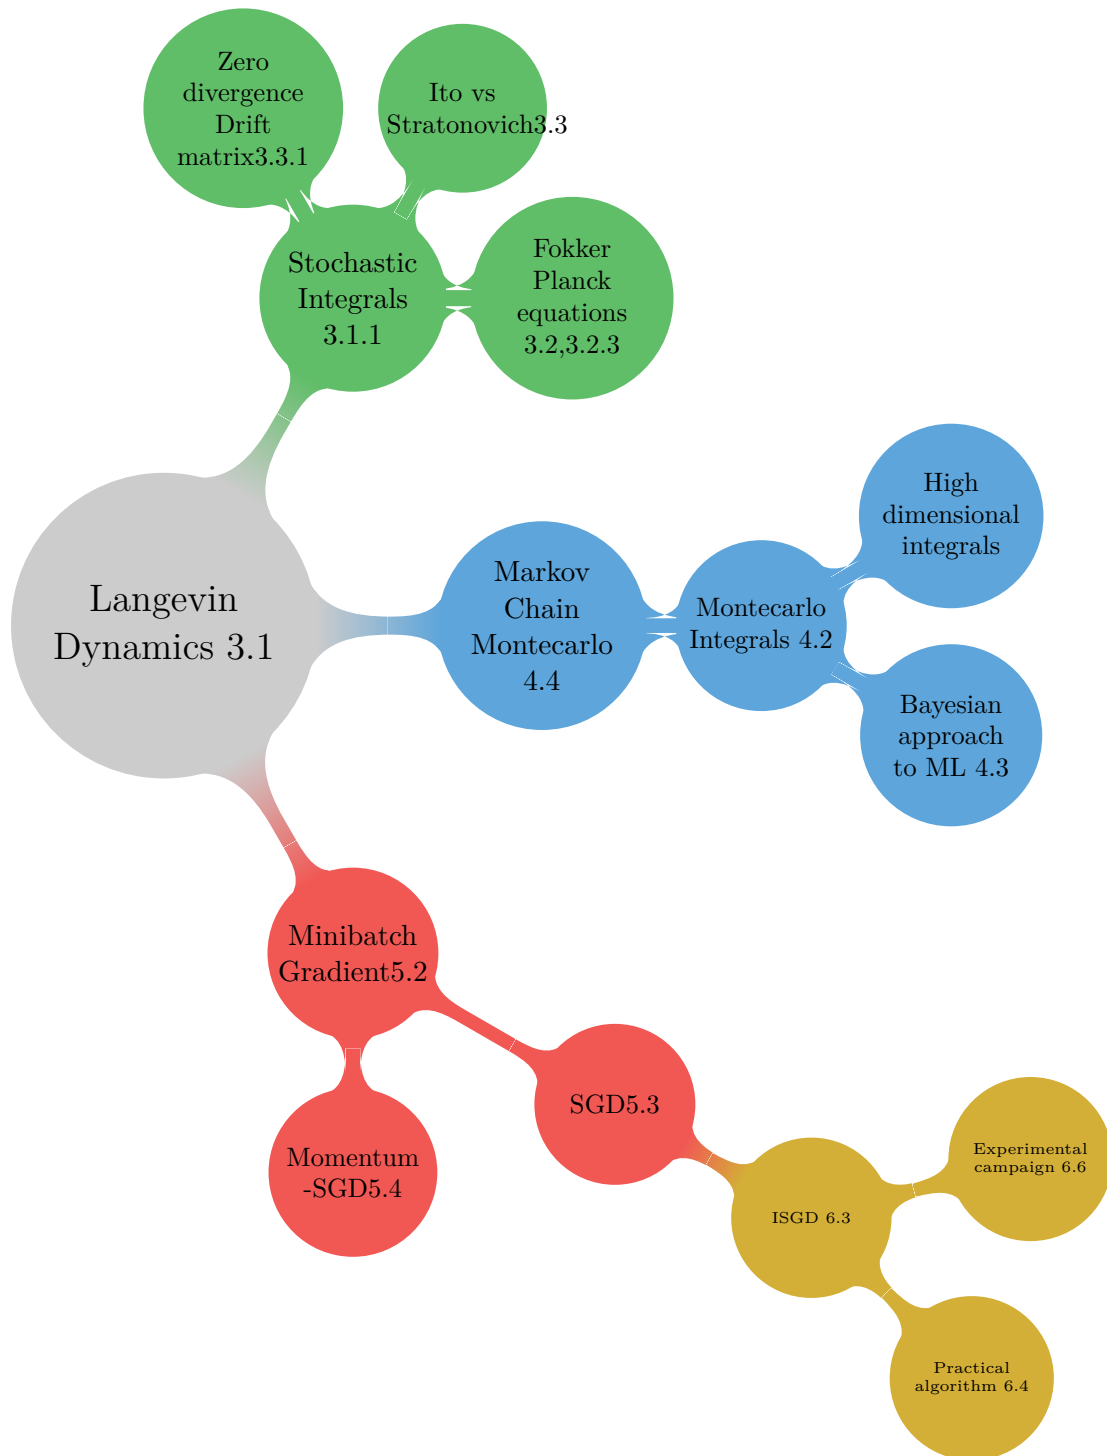 Zero
divergence
Drift
matrix3.3.1
Ito vs
Stratonovich3.3
Stochastic
Integrals
3.1.1
Fokker
Planck
equations
3.2,3.2.3
High
dimensional
integrals
Langevin
Dynamics 3.1
Markov
Chain
Montecarlo
4.4
Montecarlo
Integrals 4.2
Bayesian
approach
to ML 4.3
Minibatch
Gradient5.2
SGD5.3
Momentum
-SGD5.4
Experimental
campaign 6.6
ISGD 6.3
Practical
algorithm 6.4